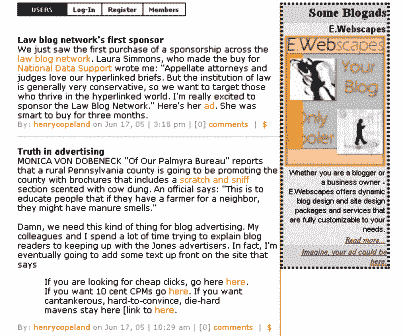 USERS Log-In Register Members
Law blog network's first sponsor
We just saw the first purchase of a sponsorship across the
law blog network. Laura Simmons, who made the buy for
National Data Support wrote me: "Appellate attorneys and
judges love our hyperlinked briefs. But the institution of law
is generally very conservative, so we want to target those
who thrive in the hyperlinked world. I'm really excited to
sponsor the Law Blog Network." Here's her ad. She was
smart to buy for three months.
By: henrycopeland on Jun 17, 05 | 3:18 pm | [0] comments | $
Truth in advertising
MONICA VON DOBENECK "Of Our Palmyra Bureau" reports
that a rural Pennsylvania county is going to be promoting the
county with brochures that includes a scratch and sniff
section scented with cow dung. An official says: "This is to
educate people that if they have a farmer for a neighbor,
they might have manure smells."
Damn, we need this kind of thing for blog advertising. My
colleagues and I spend a lot of time trying to explain blog
readers to keeping up with the Jones advertisers. In fact, I'm
eventually going to add some text up front on the site that
says
If you are looking for cheap clicks, go here here.
If you want 10 cent CPMs go here. If you want
cantankerous, hard-to-convince, die-hard
mavens stay here [link to here.
By: henrycopeland on Jun 17, 05 | 10:29 am | [0] comments | $
Some Blogads
E.Webscapes
E.Webscapes
Your
Blog
Only
Cooler
Whether you are a blogger or
a business owner -
E.Webscapes offers dynamic
blog design and site design
packages and services that
are fully customizable to your
needs.
Read more...
Imagine, your ad could be
here...